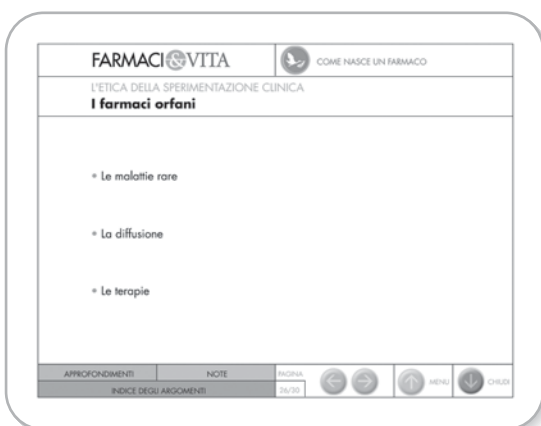 FARMACI&VITA
COME NASCE UN FARMACO
L'ETICA DELLA SPERIMENTAZIONE CLINICA
I farmaci orfani
• Le malattie rare
• La diffusione
• Le terapie
APPROFONDIMENTI NOTE PAGINA
MENU CHIUDI
INDICE DEGLI ARGOMENTI 26/30